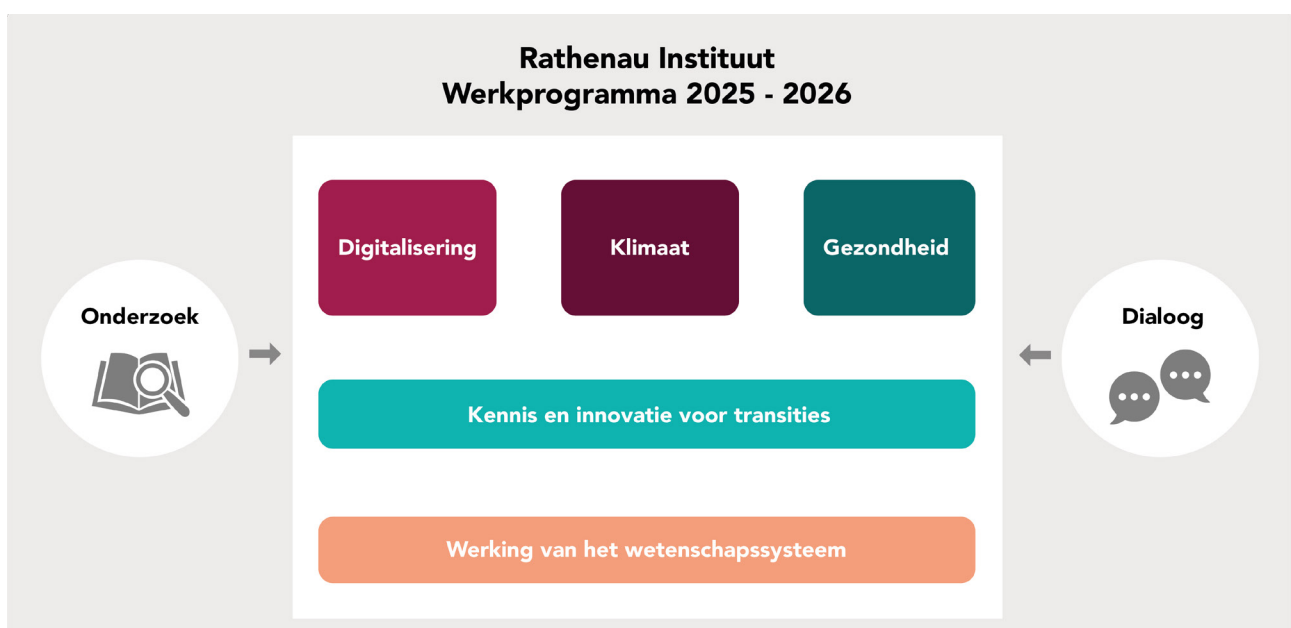 Rathenau Instituut
Werkprogramma 2025 - 2026
Digitalisering
Klimaat
Gezondheid
Onderzoek
Dialoog
Kennis en innovatie voor transities
Werking van het wetenschapssysteem